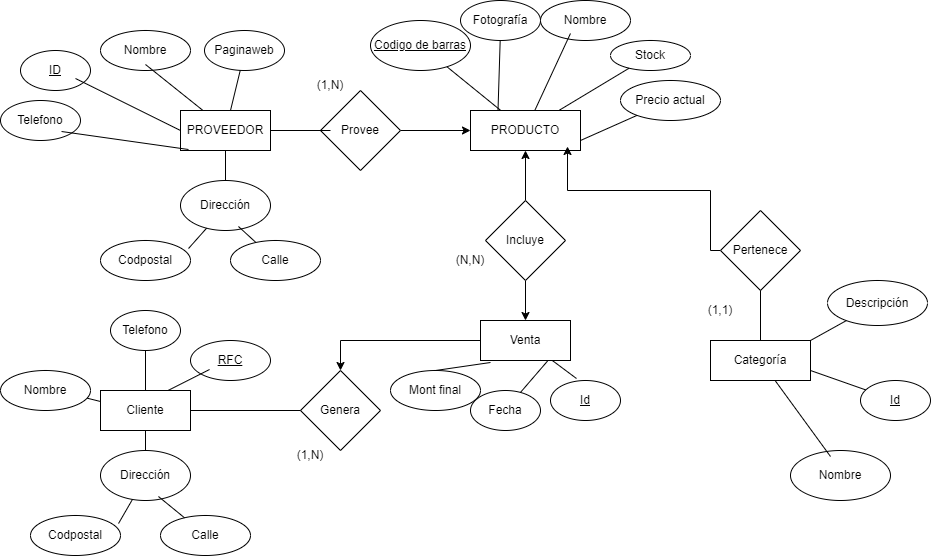 Fotografía
Nombre
Codigo de barras
Nombre
Paginaweb
Stock
ID
(1,N)
Precio actual
Telefono
PROVEEDOR
Provee
PRODUCTO
Dirección
Incluye
Pertenece
Codpostal
Calle
(N,N)
Descripción
(1,1)
Telefono
Venta
RFC
Categoría
Nombre
Mont final
Cliente
Genera
Fecha
Id
Id
(1,N)
Dirección
Nombre
Codpostal
Calle